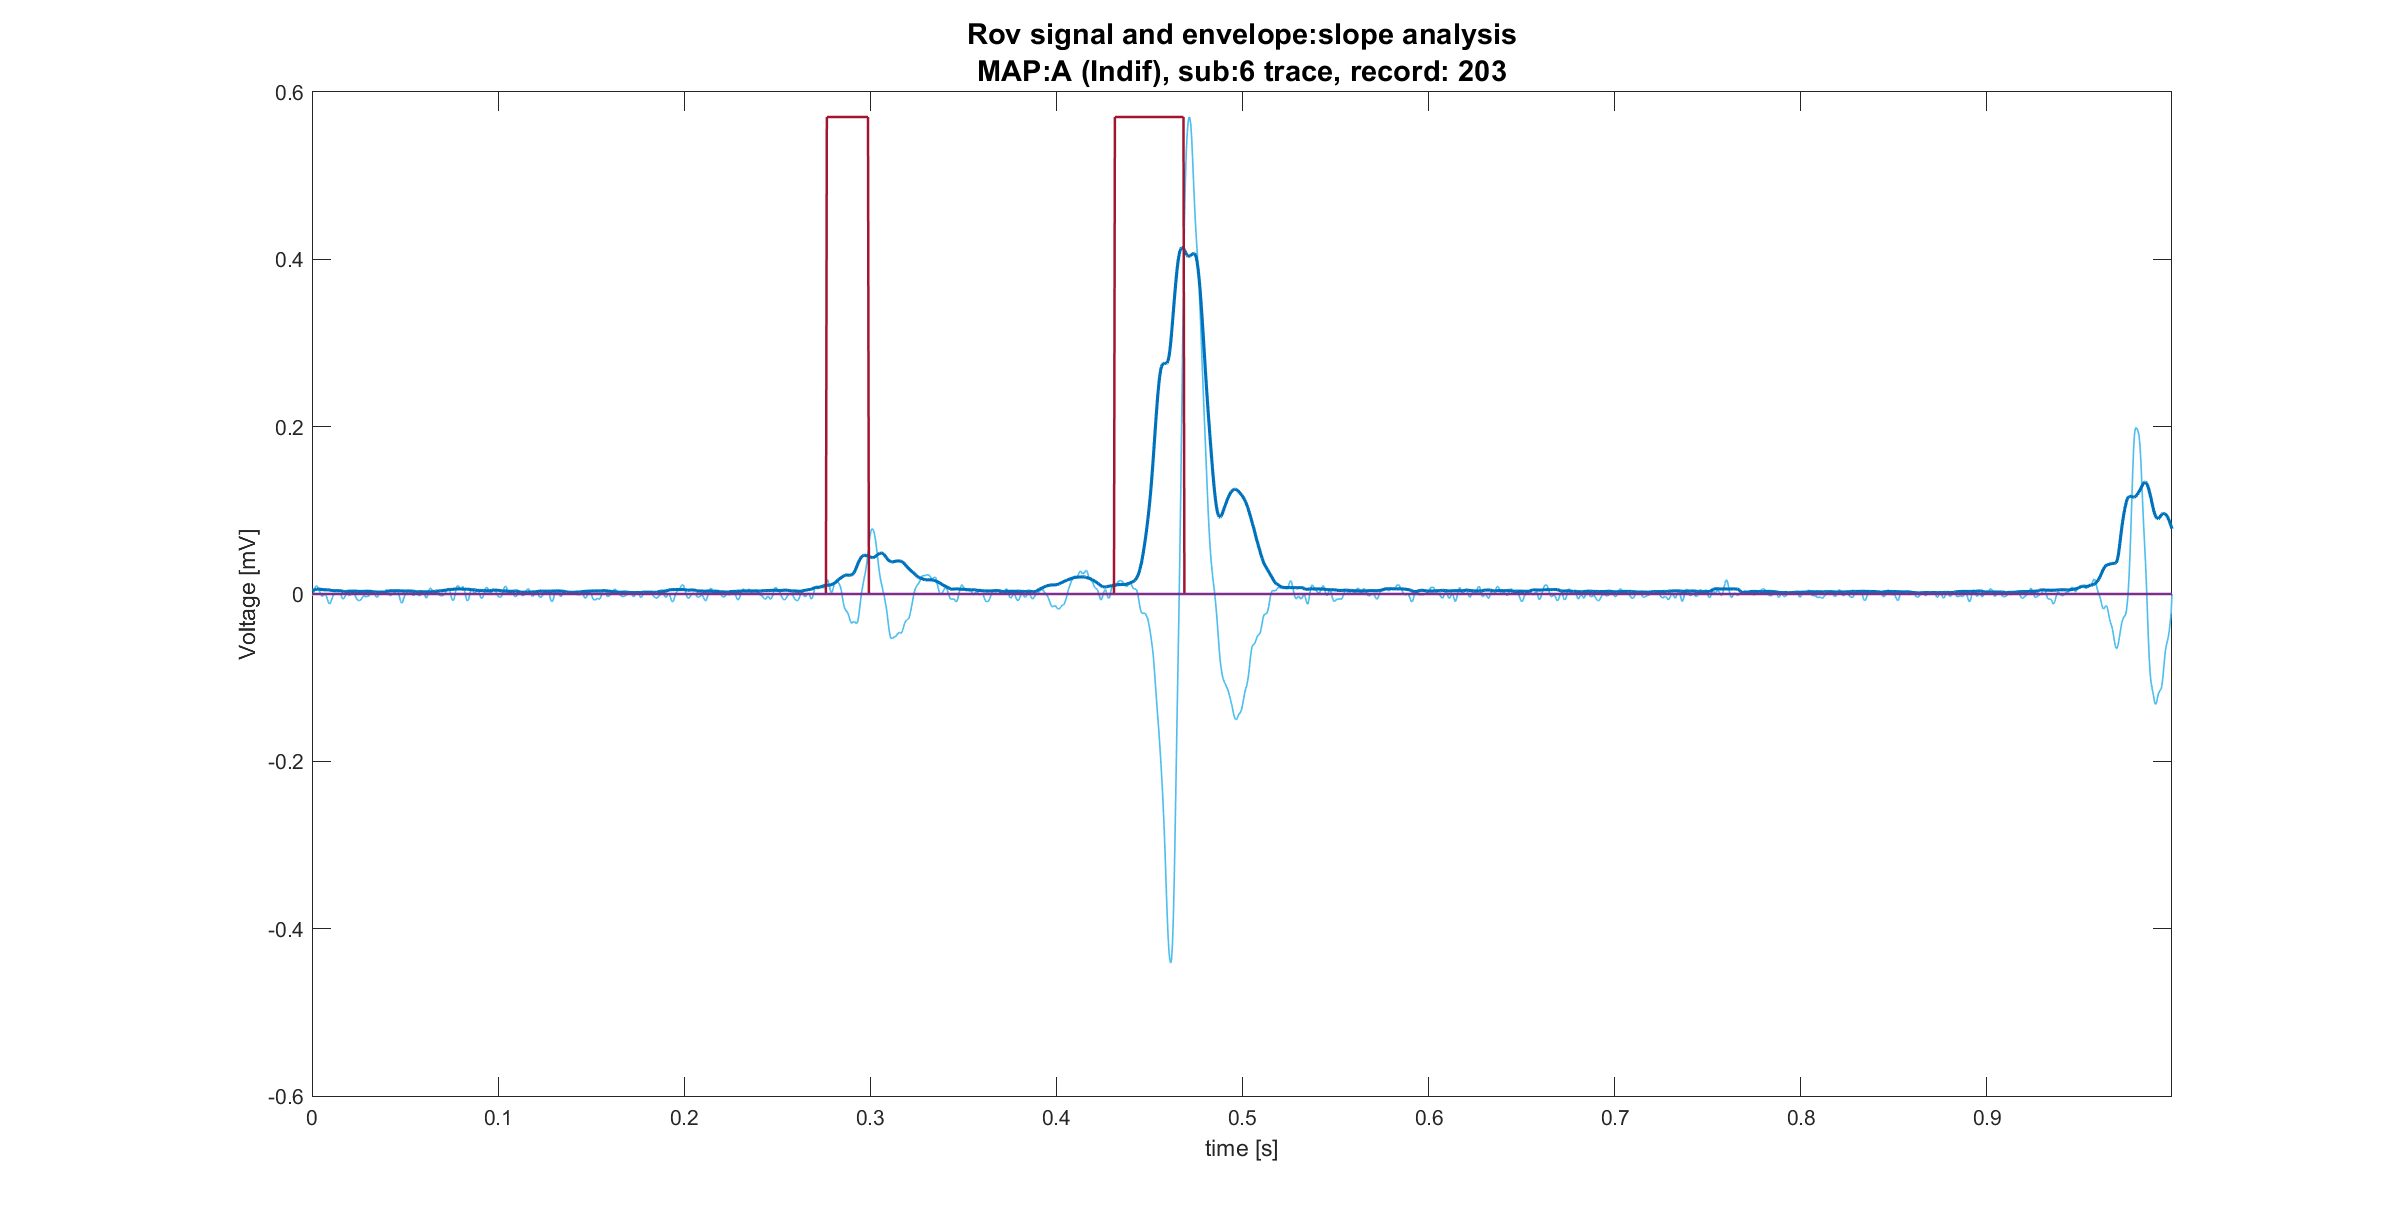 Rov signal and envelope:slope analysis
MAP:A (Indif), sub:6 trace, record: 203
0.6
0.4
0.2
0
-0.2
-0.4
-0.6
Voltage [mV]
0 0.1 0.2 0.3 0.4 0.5 0.6 0.7 0.8 0.9
time [s]